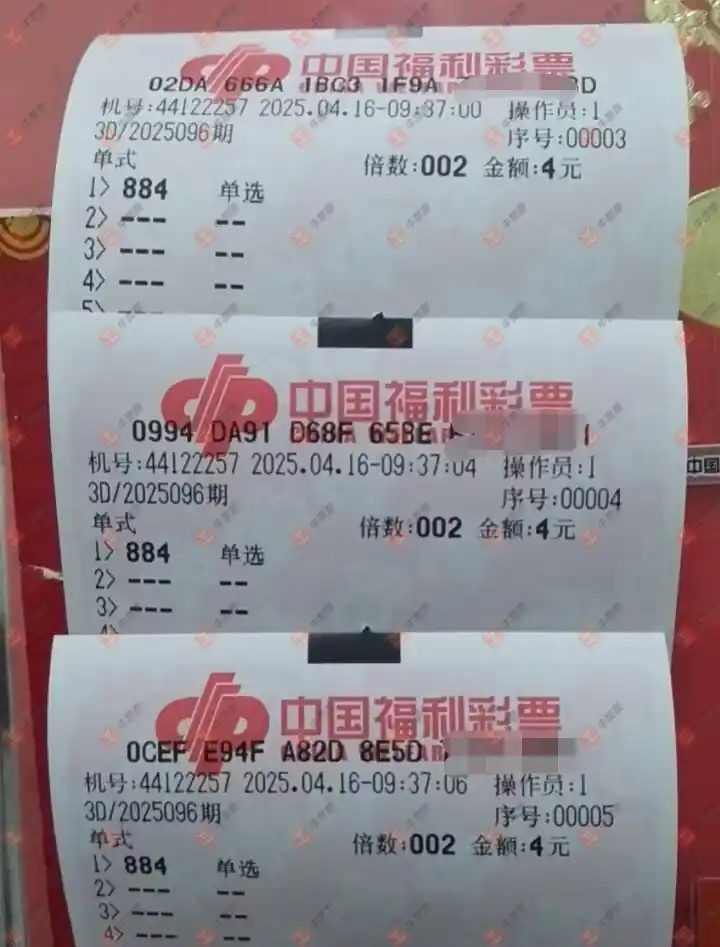 中国福利彩票
02DA 666A 1BC3 1F9A BD
机号:44122257 2025.04.16-09:37:00 操作员:1
3D/2025096期 序号:00003
单式 倍数:002 金额:4元
1> 884 单选
2> --- --
3> --- --
4> --- --
5>
中国福利彩票
0994 DA91 D68F 65BE
机号:44122257 2025.04.16-09:37:04 操作员:1
3D/2025096期 序号:00004
单式 倍数:002 金额:4元
1> 884 单选
2> --- --
3> --- --
中国
中国福利彩票
0CEF E94F A82D 8E5D
机号:44122257 2025.04.16-09:37:06 操作员:1
3D/2025096期 序号:00005
单式 倍数:002 金额:4元
1> 884 单选
2> --- --
3> --- --
4> --- --